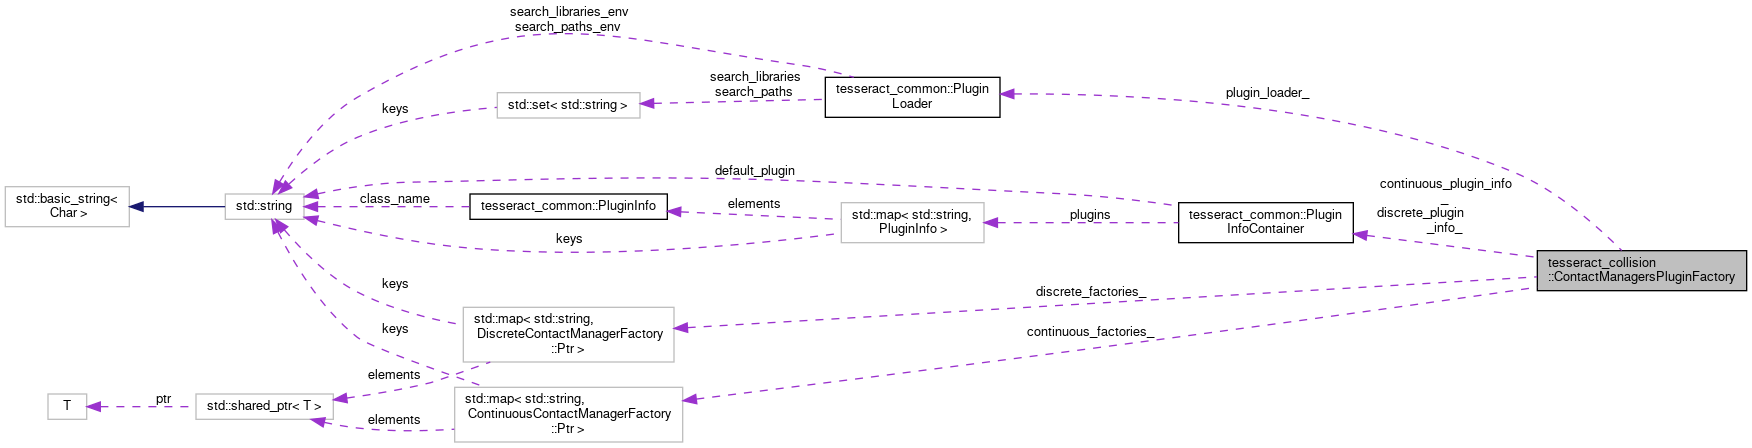 search_libraries_env
search_paths_env
search_libraries
search_paths
tesseract_common::Plugin
Loader
plugin_loader_
keys
std::set< std::string >
default_plugin
continuous_plugin_info
_
discrete_plugin
_info_
std::basic_string<
Char >
std::string
class_name
tesseract_common::PluginInfo
elements
std::map< std::string,
PluginInfo >
plugins
tesseract_common::Plugin
InfoContainer
keys
tesseract_collision
::ContactManagersPluginFactory
keys
discrete_factories_
std::map< std::string,
DiscreteContactManagerFactory
::Ptr >
keys
continuous_factories_
elements
T
ptr
std::shared_ptr< T >
std::map< std::string,
ContinuousContactManagerFactory
::Ptr >
elements